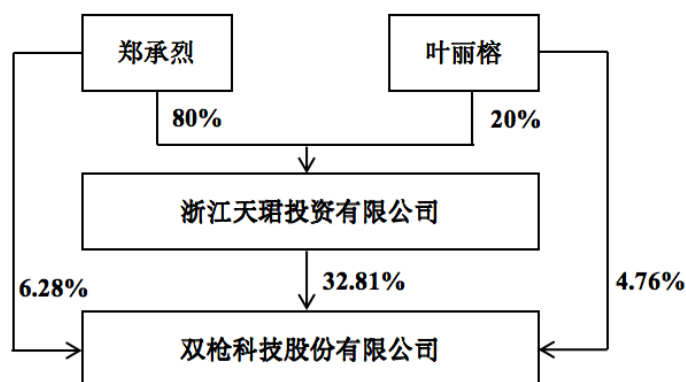 郑承烈
叶丽榕
80%
20%
浙江天珺投资有限公司
6.28%
32.81%
4.76%
双枪科技股份有限公司